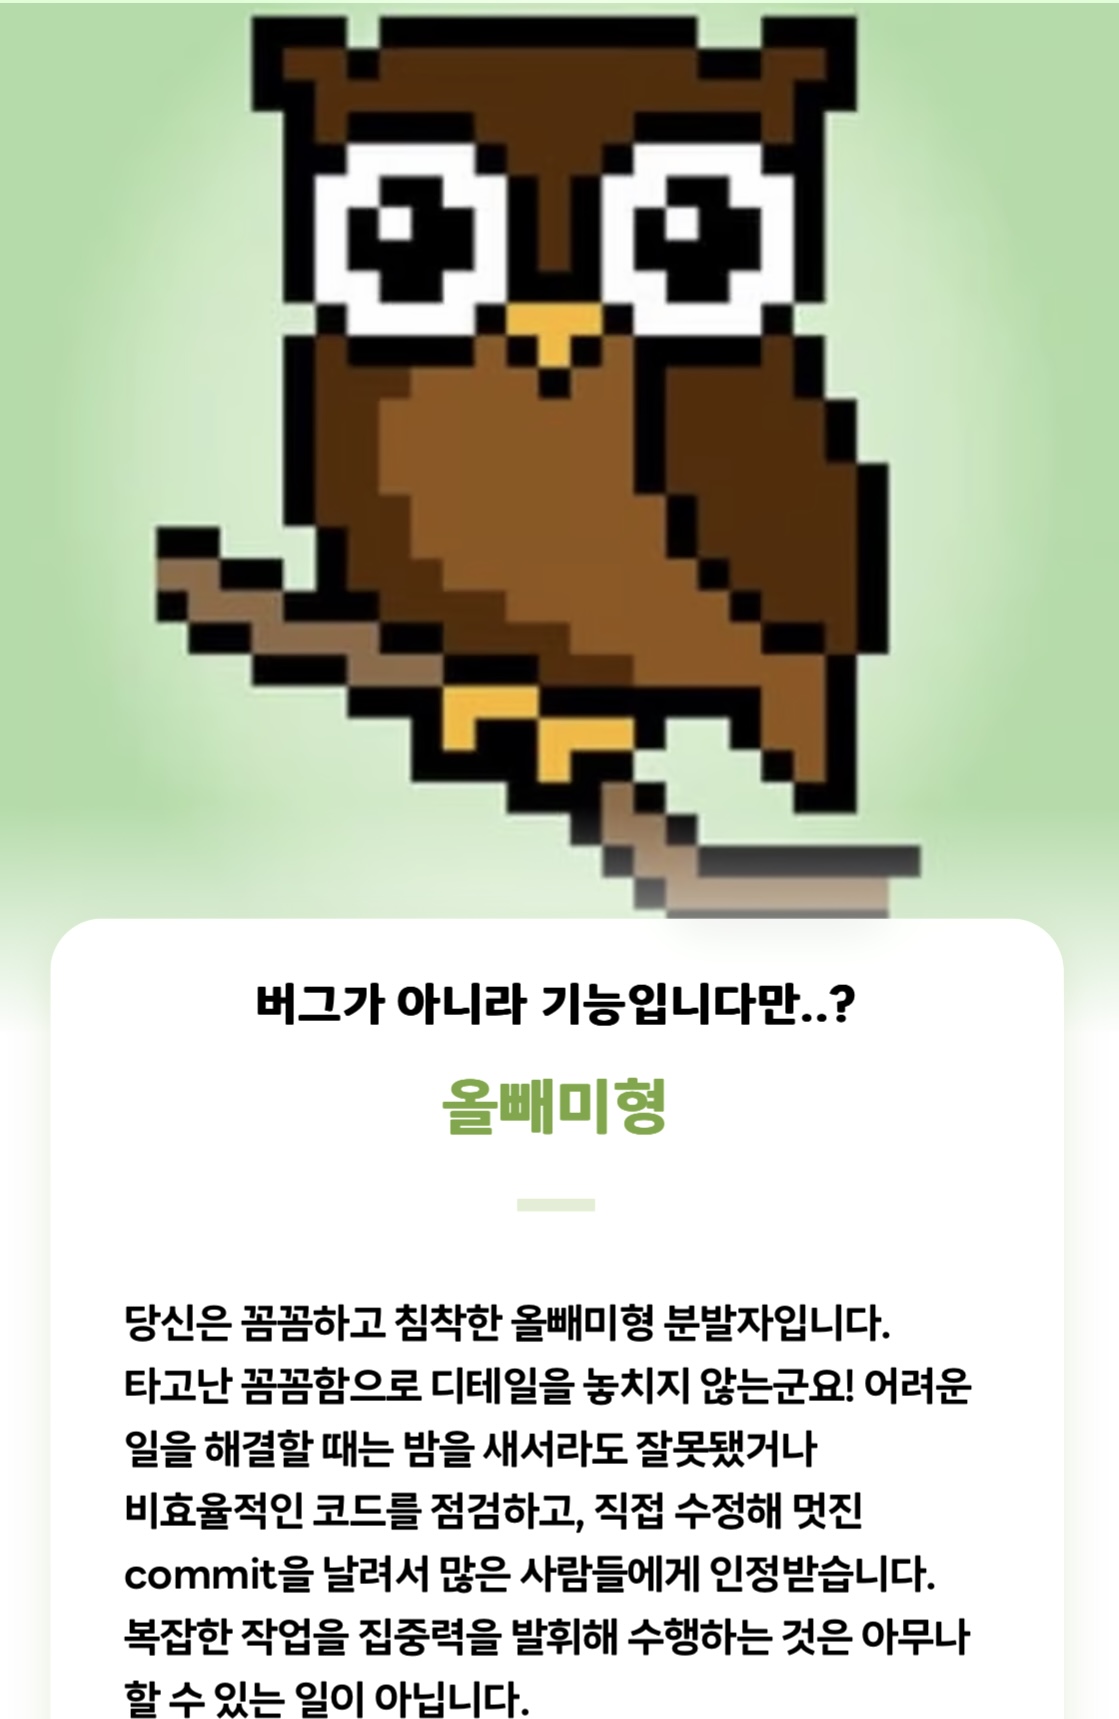 버그가 아니라 기능입니다만..?
올빼미형
당신은 꼼꼼하고 침착한 올빼미형 분발자입니다.
타고난 꼼꼼함으로 디테일을 놓치지 않는군요! 어려운
일을 해결할 때는 밤을 새서라도 잘못됐거나
비효율적인 코드를 점검하고, 직접 수정해 멋진
commit을 날려서 많은 사람들에게 인정받습니다.
복잡한 작업을 집중력을 발휘해 수행하는 것은 아무나
할 수 있는 일이 아닙니다.